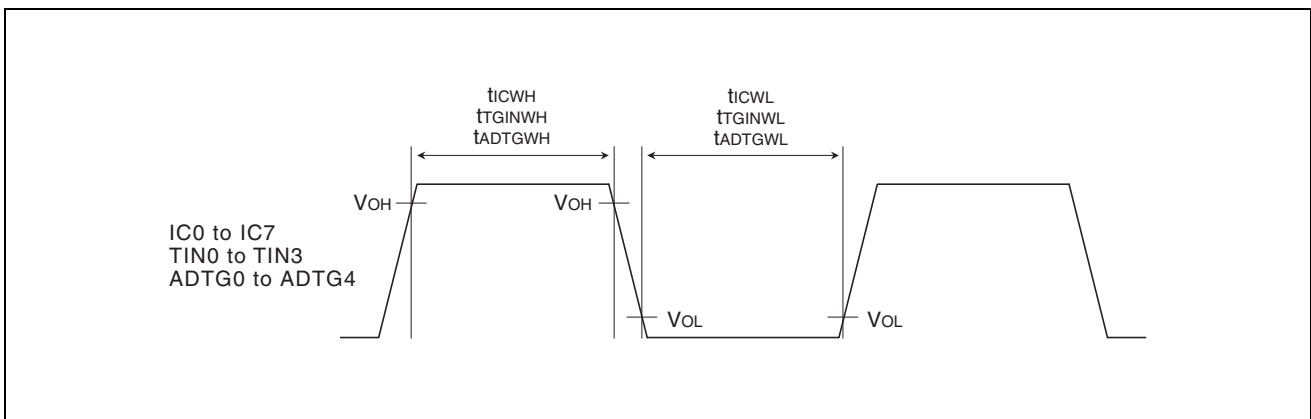 tICWH
tTGINWH
tADTGWH
tICWL
tTGINWL
tADTGWL
VOH
VOH
IC0 to IC7
TIN0 to TIN3
ADTG0 to ADTG4
VOL
VOL